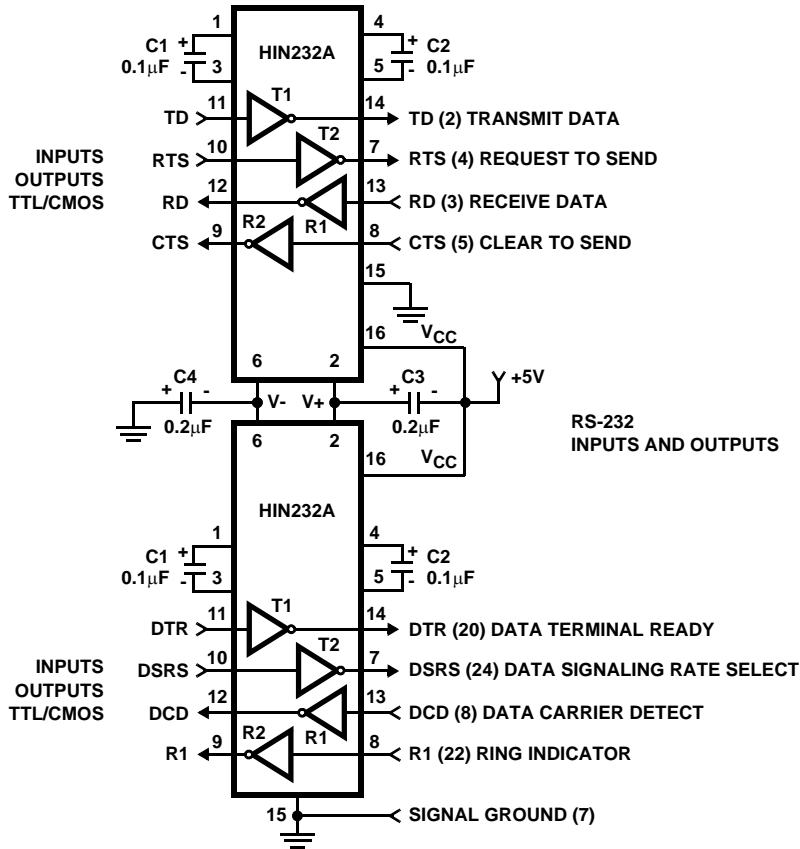 1 4
C1 + HIN232A + C2
0.1μF - 3 5 - 0.1μF
T1
11 14
TD TD (2) TRANSMIT DATA
T2
10 7
INPUTS
OUTPUTS
TTL/CMOS
RTS RTS (4) REQUEST TO SEND
12 13
RD RD (3) RECEIVE DATA
9 R2 R1 8
CTS CTS (5) CLEAR TO SEND
15
16 VCC
6 2
C4 C3
+ - V- V+ + - +5V
0.2μF 0.2μF
RS-232
INPUTS AND OUTPUTS
6 2
16 VCC
HIN232A
1 4
C1 + + C2
0.1μF - 3 5 - 0.1μF
T1
11 14
DTR DTR (20) DATA TERMINAL READY
T2
10 7
INPUTS
OUTPUTS
TTL/CMOS
DSRS DSRS (24) DATA SIGNALING RATE SELECT
12 13
DCD DCD (8) DATA CARRIER DETECT
9 R2 R1 8
R1 R1 (22) RING INDICATOR
15 SIGNAL GROUND (7)